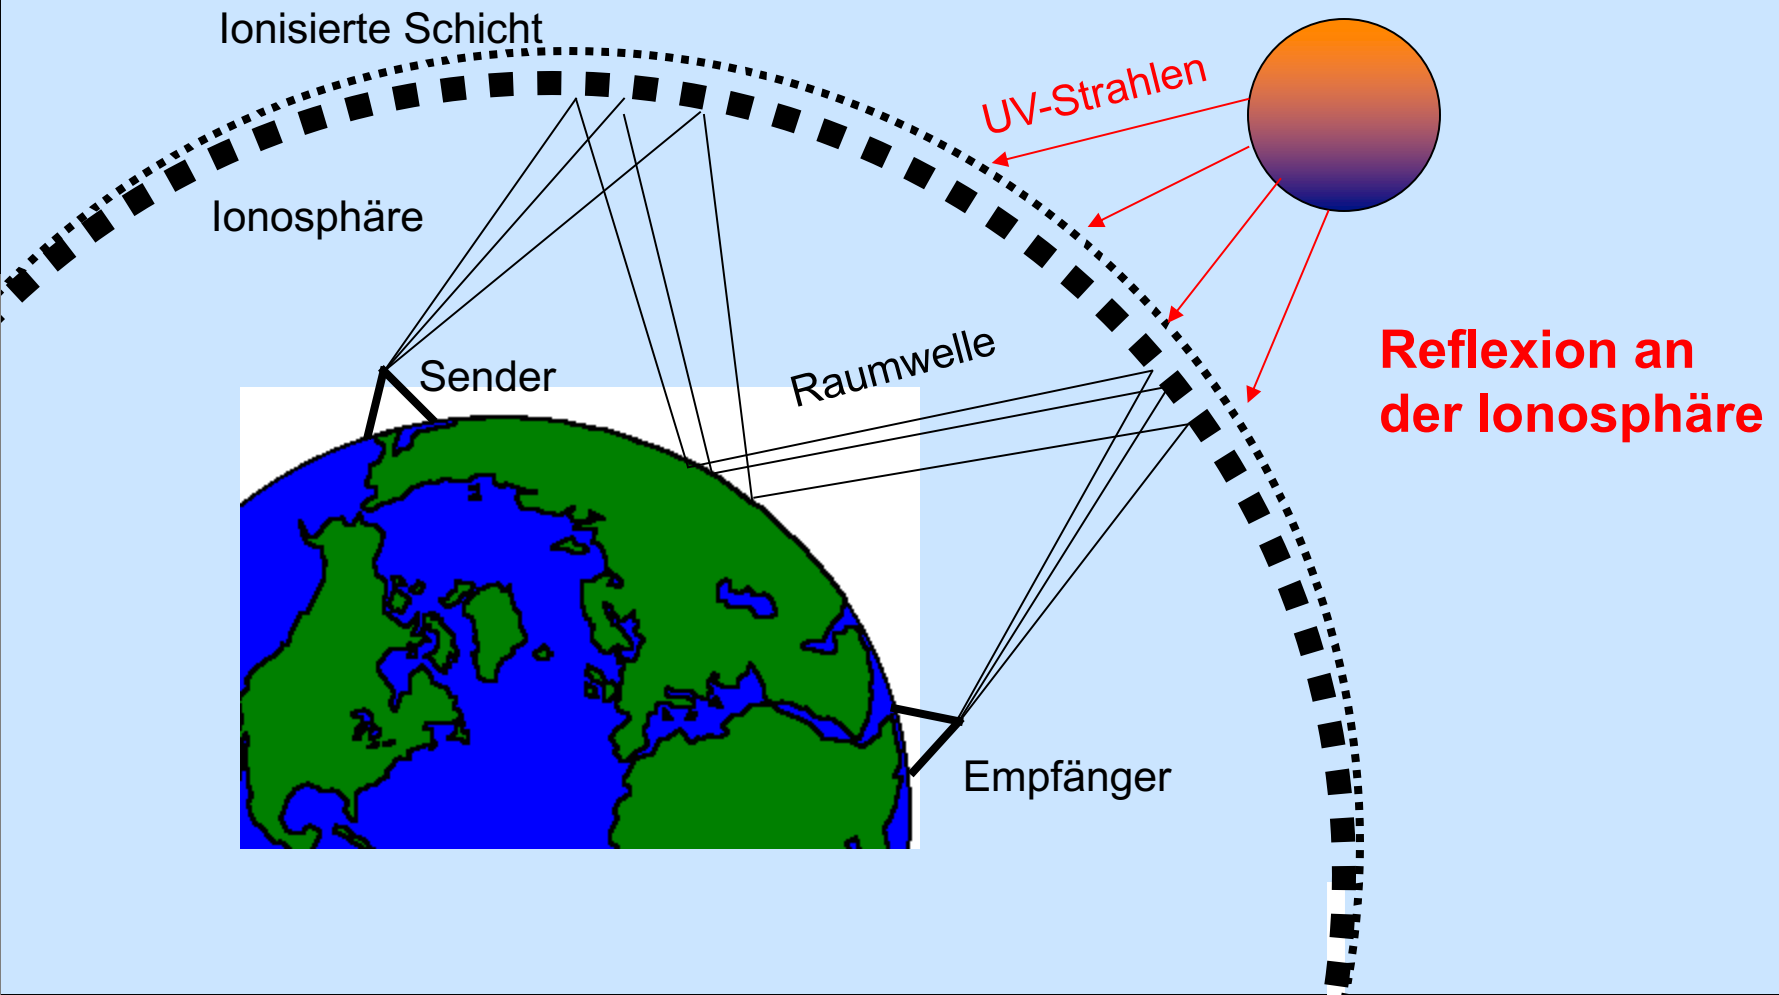 Ionisierte Schicht
UV-Strahlen
Ionosphäre
Reflexion an
der Ionosphäre
Raumwelle
Sender
Empfänger